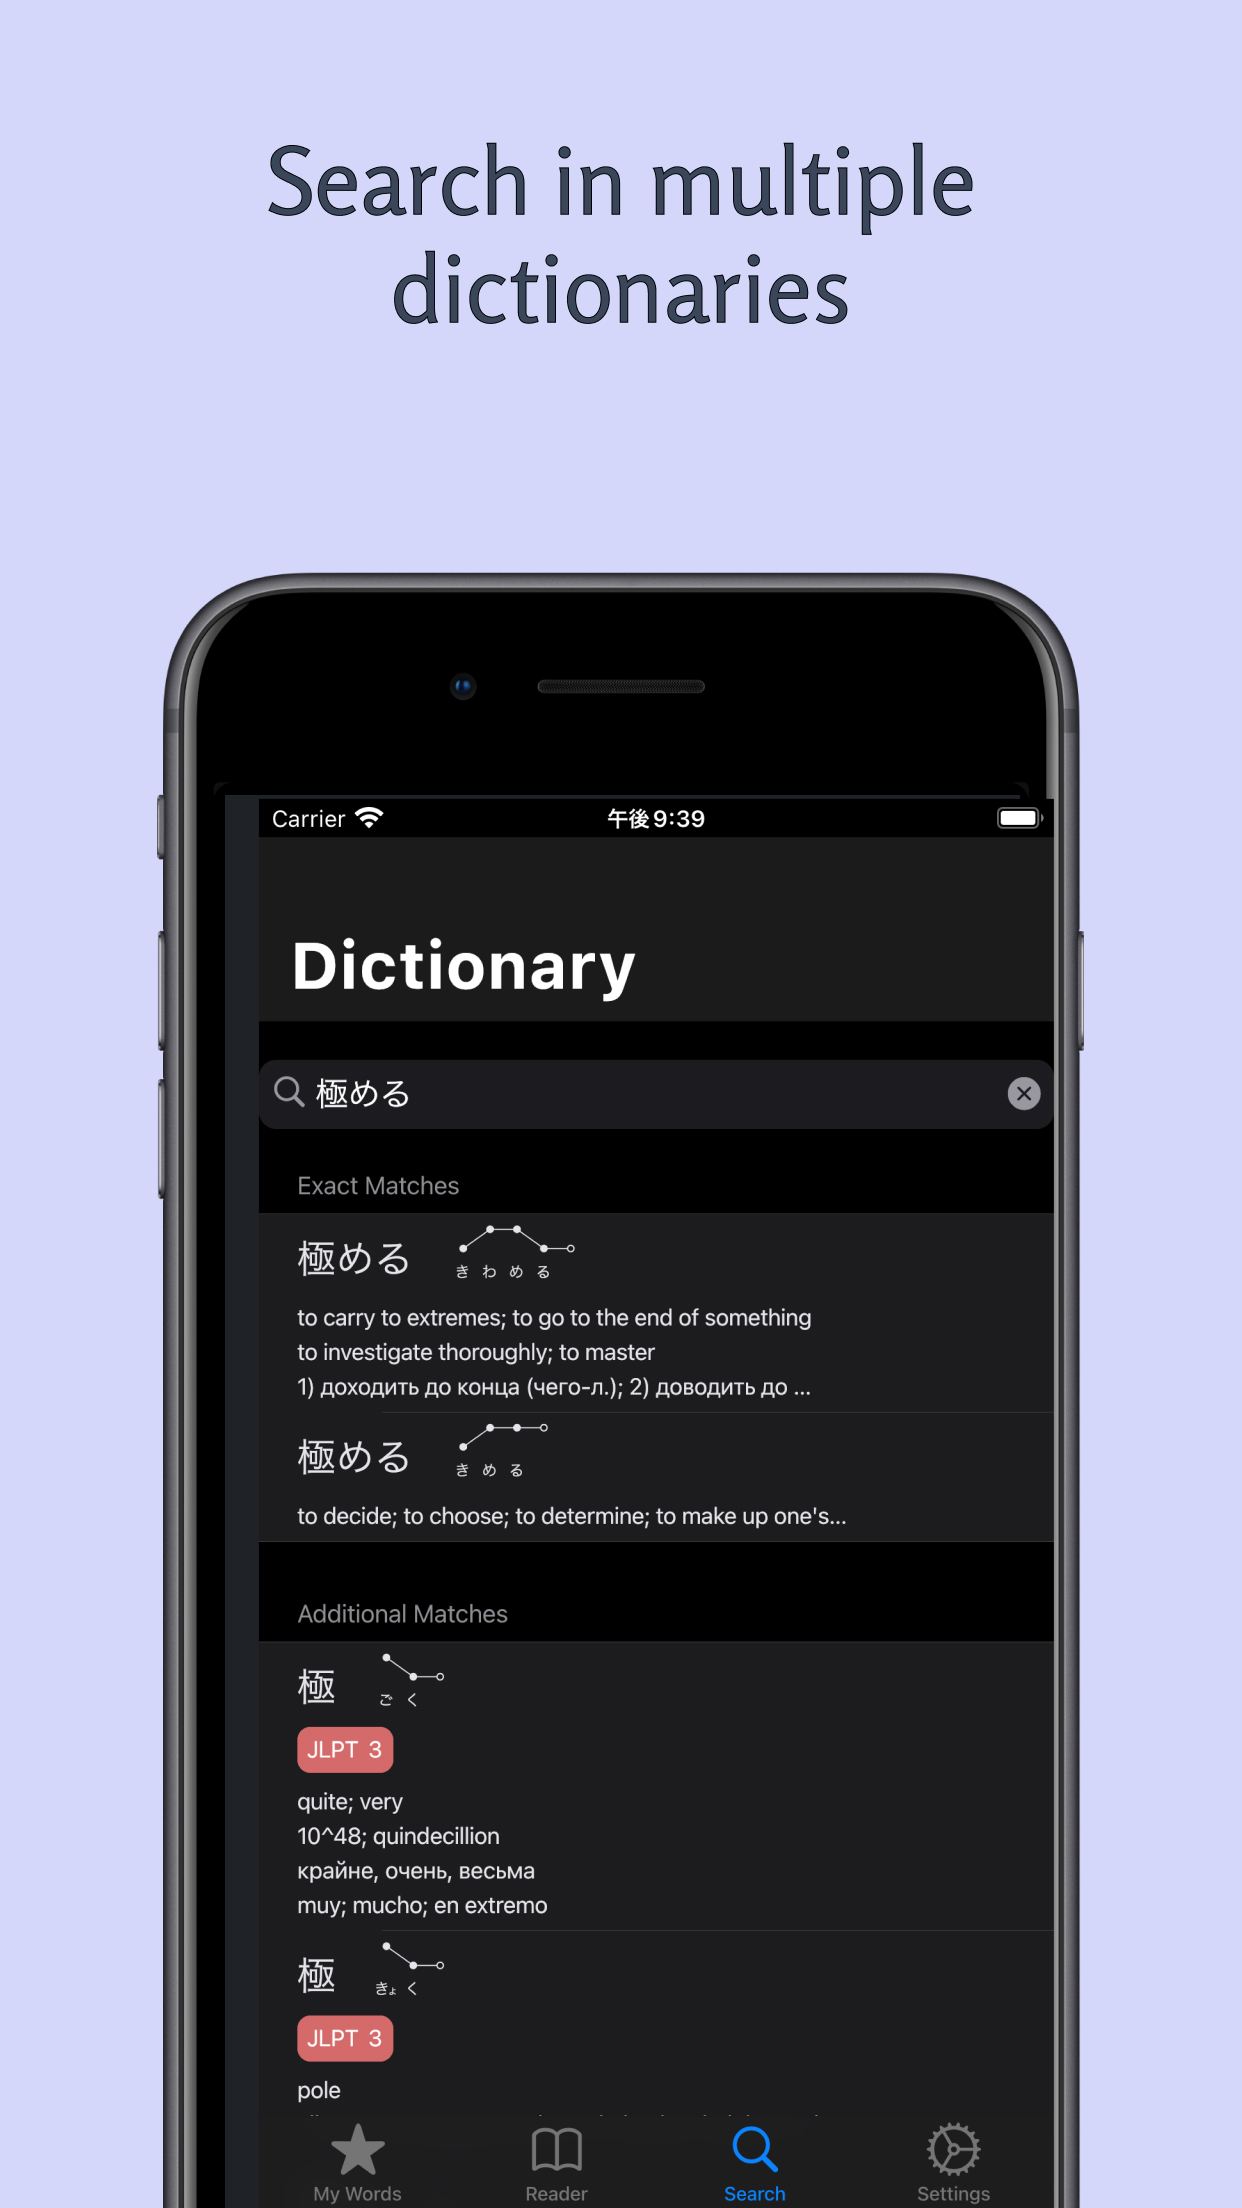 Search in multiple
dictionaries
Carrier 午後9:39
Dictionary
極める
Exact Matches
極める きわめる
to carry to extremes; to go to the end of something
to investigate thoroughly; to master
1) доходить до конца (чего-л.); 2) доводить до ...
極める きめる
to decide; to choose; to determine; to make up one's...
Additional Matches
極 ごく
JLPT 3
quite; very
10^48; quindecillion
крайне, очень, весьма
muy; mucho; en extremo
極 きょく
JLPT 3
pole
My Words Reader Search Settings